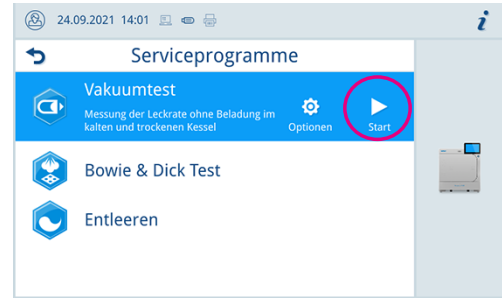 24.09.2021 14:01
Serviceprogramme
Vakuumtest
Messung der Leckrate ohne Beladung im
kalten und trockenen Kessel
Optionen
Start
Bowie & Dick Test
Entleeren